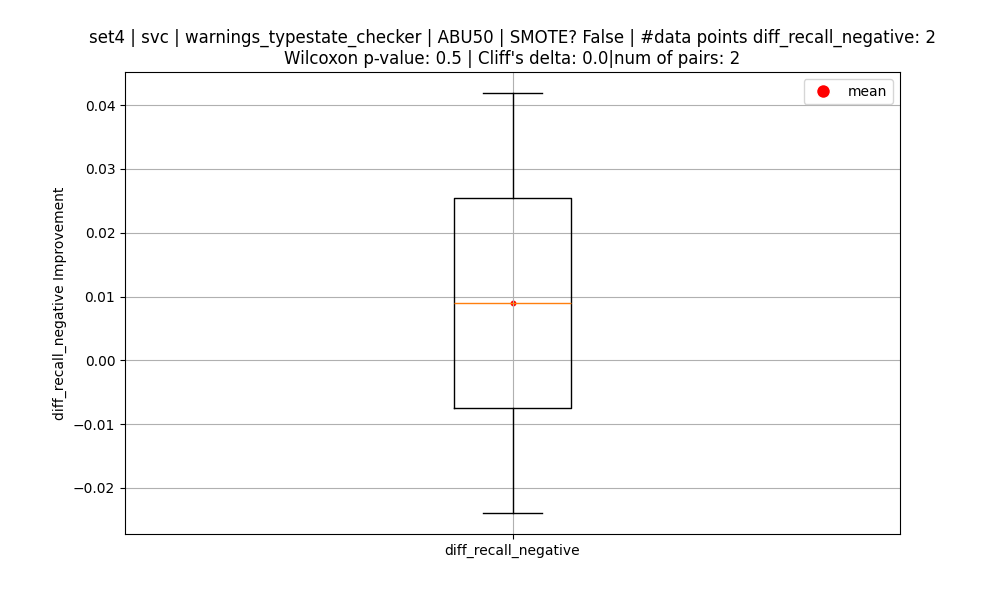 set4 | svc | warnings_typestate_checker | ABU50 | SMOTE? False | #data points diff_recall_negative: 2
Wilcoxon p-value: 0.5 | Cliff's delta: 0.0|num of pairs: 2
mean
0.04
0.03
0.02
0.01
0.00
−0.01
−0.02
diff_recall_negative Improvement
diff_recall_negative